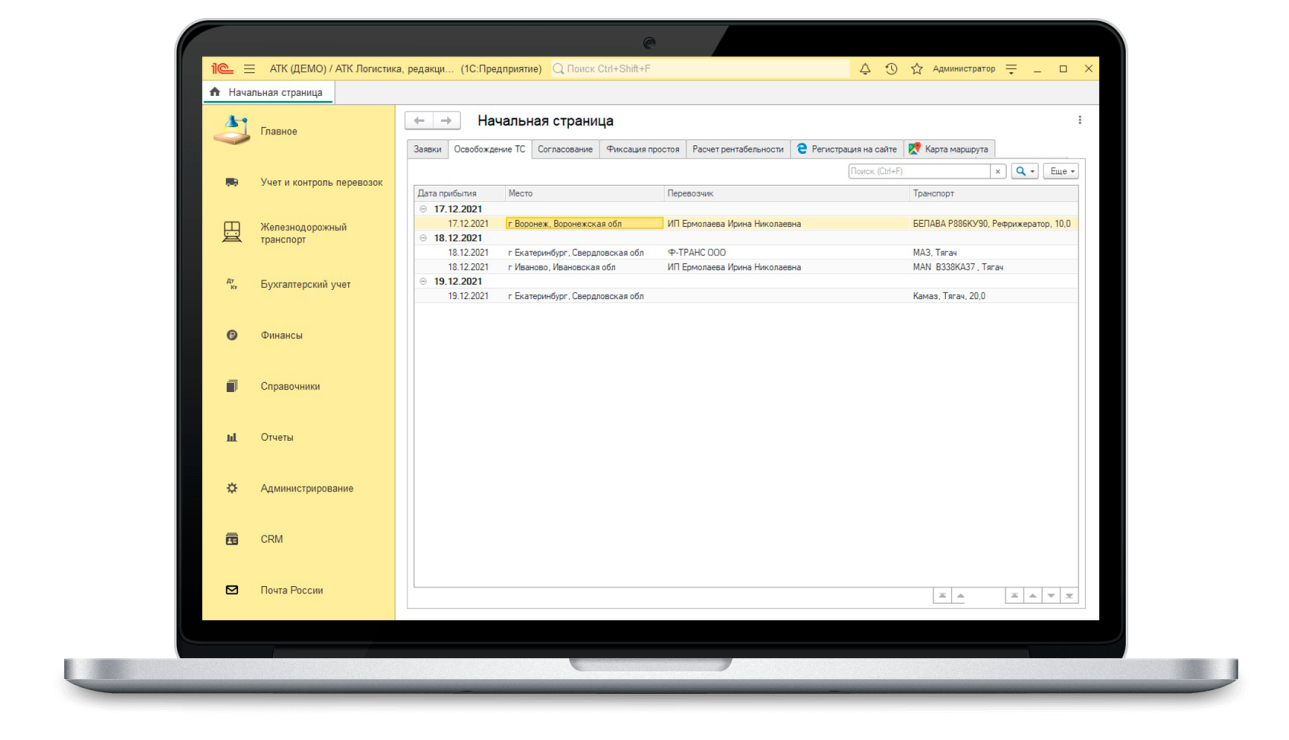 1С АТК (ДЕМО) / АТК Логистика, редакци... (1С:Предприятие) Поиск Ctrl+Shift+F Администратор
Начальная страница
Главное
Учет и контроль перевозок
Железнодорожный
транспорт
Дт
Кт
Бухгалтерский учет
Финансы
Справочники
Отчеты
Администрирование
CRM
Почта России
Начальная страница
Заявки Освобождение ТС Согласование Фиксация простоя Расчет рентабельности Регистрация на сайте Карта маршрута
Поиск (Ctrl+F) × Еще
Дата прибытия Место Перевозчик Транспорт
17.12.2021
17.12.2021 г Воронеж, Воронежская обл ИП Ермолаева Ирина Николаевна БЕПАВА Р886КУ90, Рефрижератор, 10,0
18.12.2021
18.12.2021 г Екатеринбург, Свердловская обл Ф-ТРАНС ООО МАЗ, Тягач
18.12.2021 г Иваново, Ивановская обл ИП Ермолаева Ирина Николаевна MAN В338КА37 , Тягач
19.12.2021
19.12.2021 г Екатеринбург, Свердловская обл Камаз, Тягач, 20,0